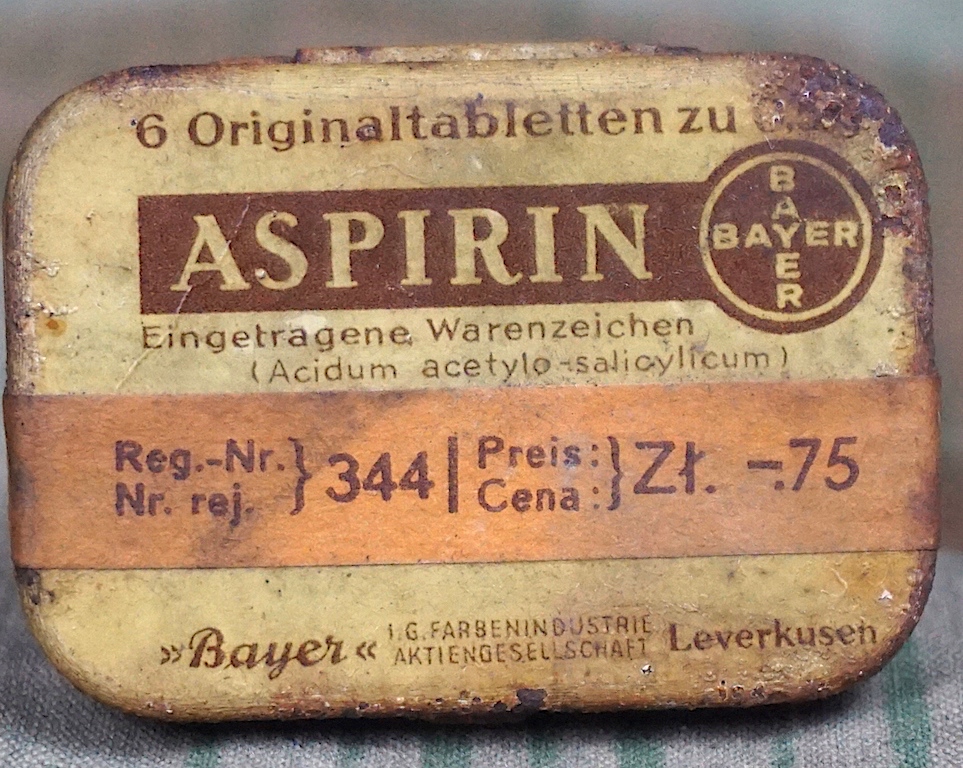 6 Originaltabletten zu
ASPIRIN
BAYER
BAYER
Eingetragene Warenzeichen
(Acidum acetylo-salicylicum)
Reg.-Nr. } 344 | Preis: } Zł. -.75
Nr. rej. Cena:
»Bayer« I.G. FARBENINDUSTRIE AKTIENGESELLSCHAFT Leverkusen